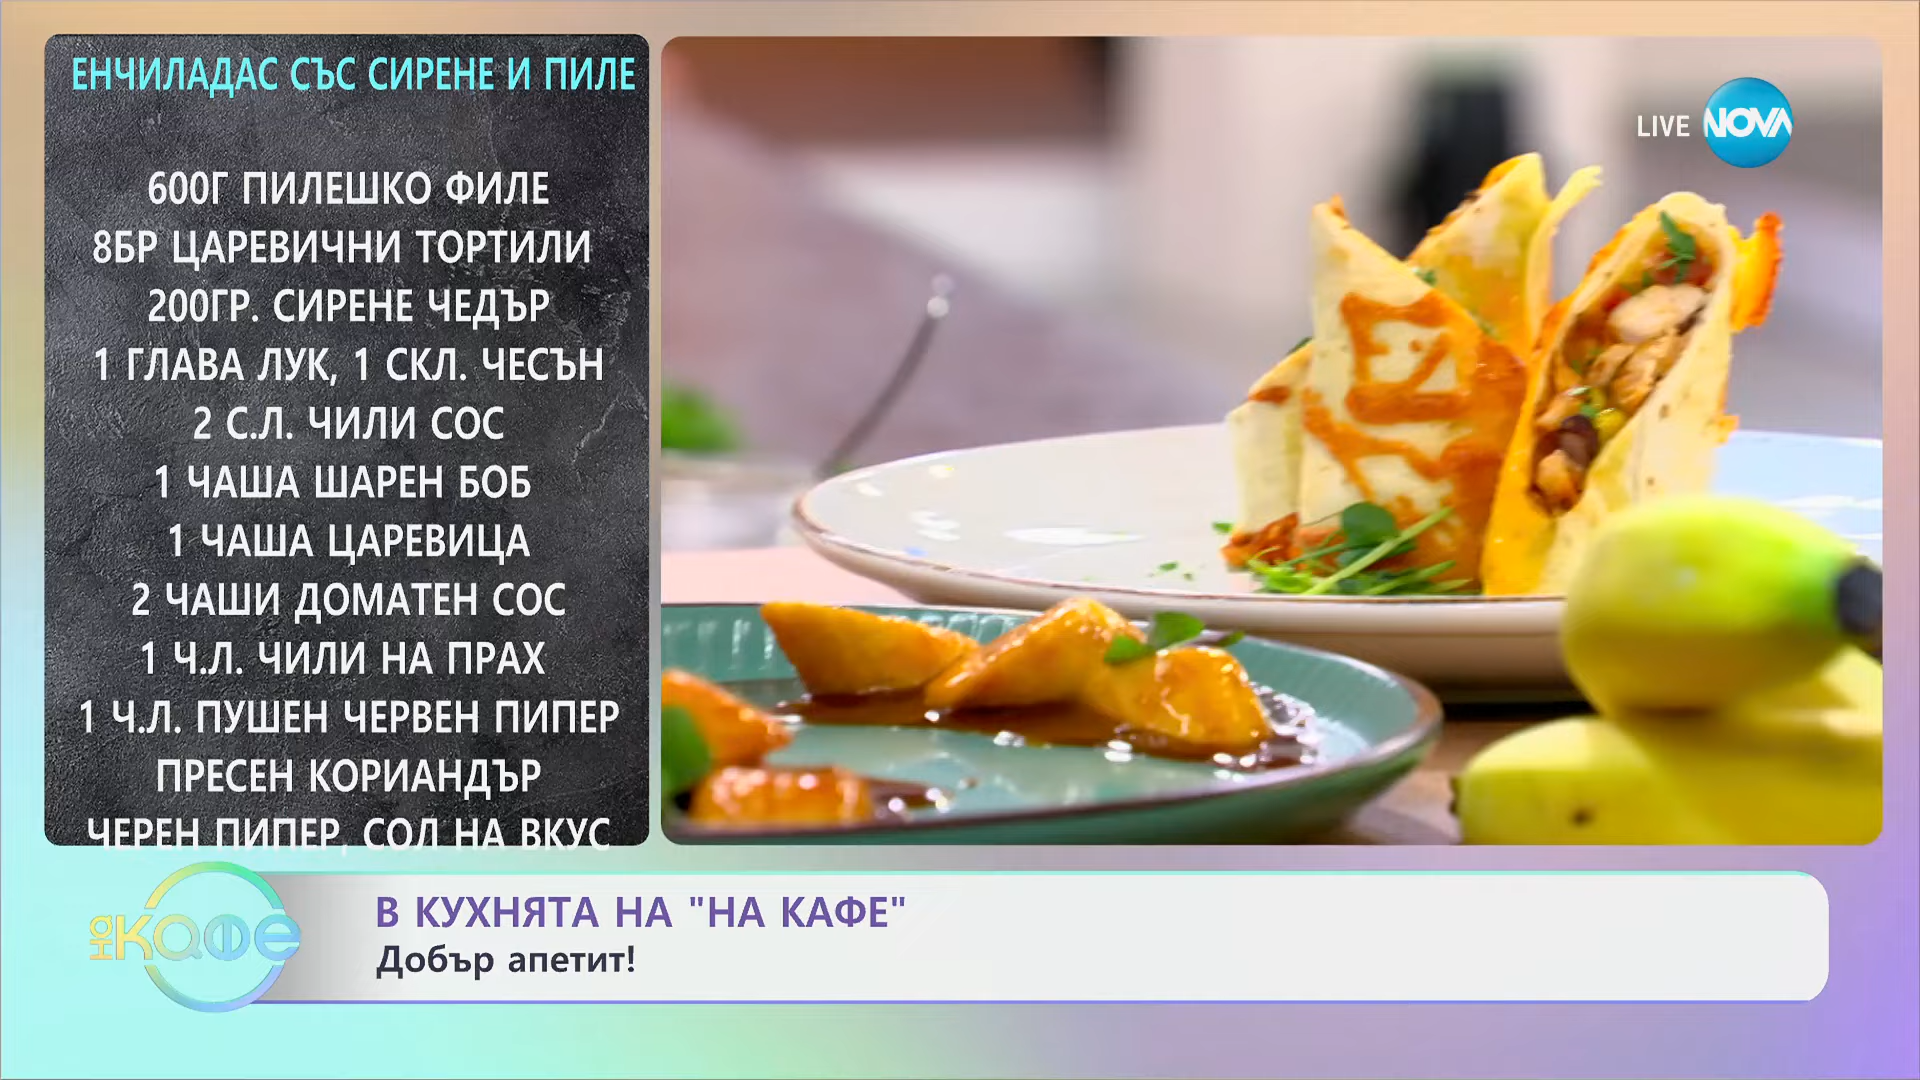 ЕНЧИЛАДАС СЪС СИРЕНЕ И ПИЛЕ
600Г ПИЛЕШКО ФИЛЕ
8БР ЦАРЕВИЧНИ ТОРТИЛИ
200ГР. СИРЕНЕ ЧЕДЪР
1 ГЛАВА ЛУК, 1 СКЛ. ЧЕСЪН
2 С.Л. ЧИЛИ СОС
1 ЧАША ШАРЕН БОБ
1 ЧАША ЦАРЕВИЦА
2 ЧАШИ ДОМАТЕН СОС
1 Ч.Л. ЧИЛИ НА ПРАХ
1 Ч.Л. ПУШЕН ЧЕРВЕН ПИПЕР
ПРЕСЕН КОРИАНДЪР
ЧЕРЕН ПИПЕР, СОЛ НА ВКУС
LIVE NOVA
НА КАФЕ
В КУХНЯТА НА "НА КАФЕ"
Добър апетит!